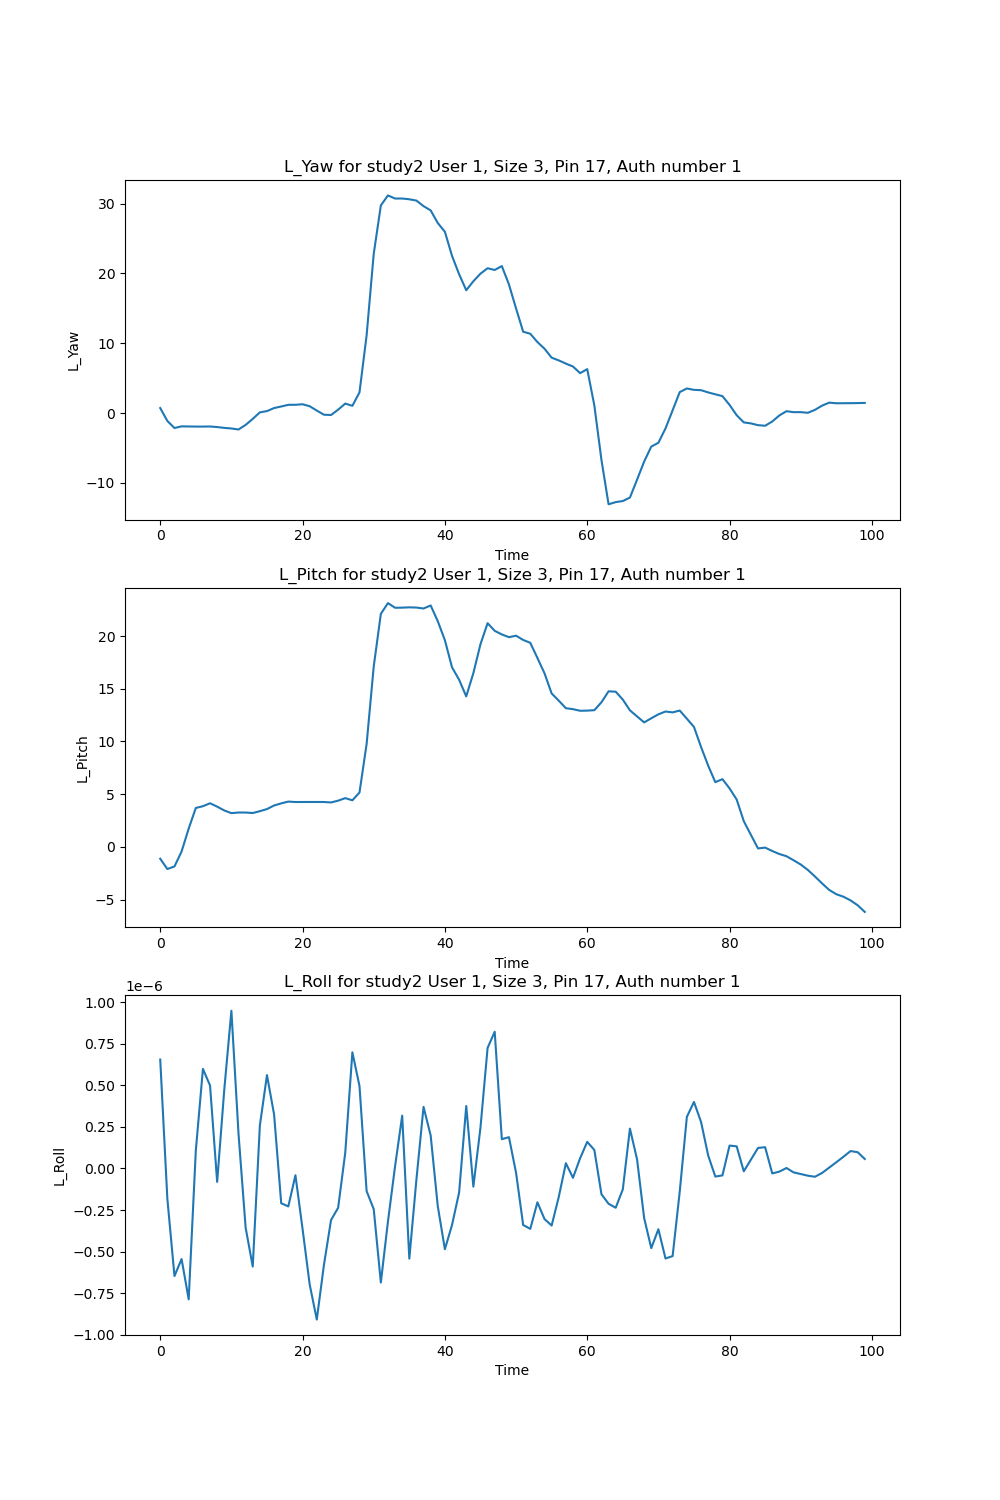 L_Yaw for study2 User 1, Size 3, Pin 17, Auth number 1
30
20
10
0
−10
L_Yaw
0 20 40 60 80 100
Time
L_Pitch for study2 User 1, Size 3, Pin 17, Auth number 1
20
15
10
5
0
−5
L_Pitch
0 20 40 60 80 100
Time
L_Roll for study2 User 1, Size 3, Pin 17, Auth number 1
1e−6
1.00
0.75
0.50
0.25
0.00
−0.25
−0.50
−0.75
−1.00
L_Roll
0 20 40 60 80 100
Time